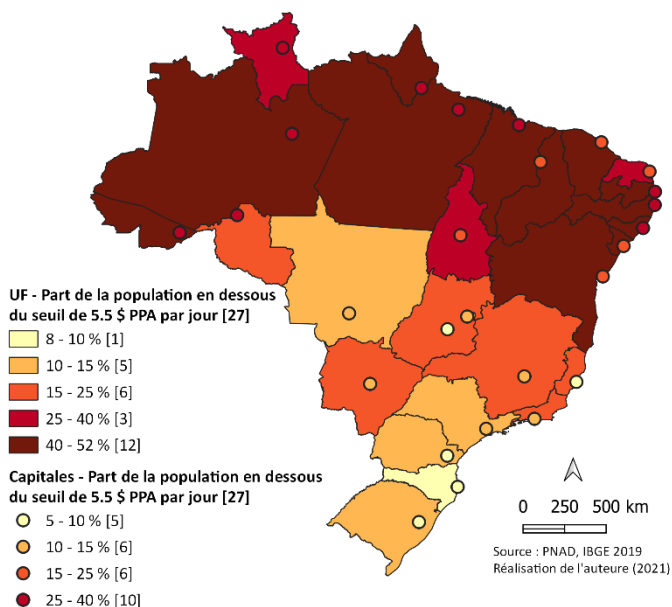 UF - Part de la population en dessous
du seuil de 5.5 $ PPA par jour [27]
8 - 10 % [1]
10 - 15 % [5]
15 - 25 % [6]
25 - 40 % [3]
40 - 52 % [12]
Capitales - Part de la population en dessous
du seuil de 5.5 $ PPA par jour [27]
5 - 10 % [5]
10 - 15 % [6]
15 - 25 % [6]
25 - 40 % [10]
0 250 500 km
Source : PNAD, IBGE 2019
Réalisation de l'auteure (2021)